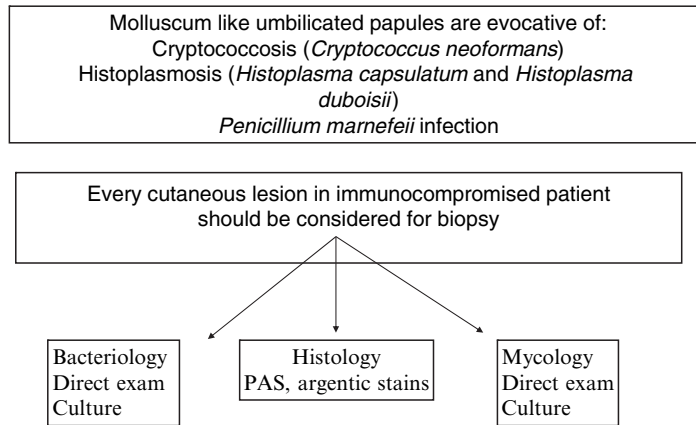 Molluscum like umbilicated papules are evocative of:
Cryptococcosis (Cryptococcus neoformans)
Histoplasmosis (Histoplasma capsulatum and Histoplasma
duboisii)
Penicillium marnefeii infection
Every cutaneous lesion in immunocompromised patient
should be considered for biopsy
Bacteriology
Direct exam
Culture
Histology
PAS, argentic stains
Mycology
Direct exam
Culture